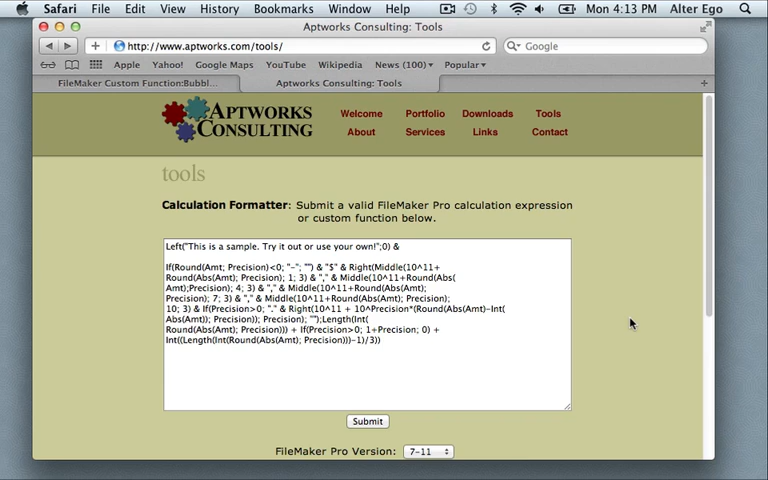 Safari File Edit View History Bookmarks Window Help Mon 4:13 PM Alter Ego
Aptworks Consulting: Tools
http://www.aptworks.com/tools/ Google
Apple Yahoo! Google Maps YouTube Wikipedia News (100) Popular
FileMaker Custom Function:Bubbl... Aptworks Consulting: Tools
APTWORKS CONSULTING
Welcome Portfolio Downloads Tools
About Services Links Contact
tools
Calculation Formatter: Submit a valid FileMaker Pro calculation expression
or custom function below.
Left("This is a sample. Try it out or use your own!";0) &
If(Round(Amt; Precision)<0; "-"; "") & "$" & Right(Middle(10^11+
Round(Abs(Amt); Precision); 1; 3) & "," & Middle(10^11+Round(Abs(
Amt);Precision); 4; 3) & "," & Middle(10^11+Round(Abs(Amt);
Precision); 7; 3) & "," & Middle(10^11+Round(Abs(Amt); Precision);
10; 3) & If(Precision>0; "." & Right(10^11 + 10^Precision*(Round(Abs(Amt)-Int(
Abs(Amt)); Precision)); Precision); "");Length(Int(
Round(Abs(Amt); Precision))) + If(Precision>0; 1+Precision; 0) +
Int((Length(Int(Round(Abs(Amt); Precision)))-1)/3))
Submit
FileMaker Pro Version: 7-11